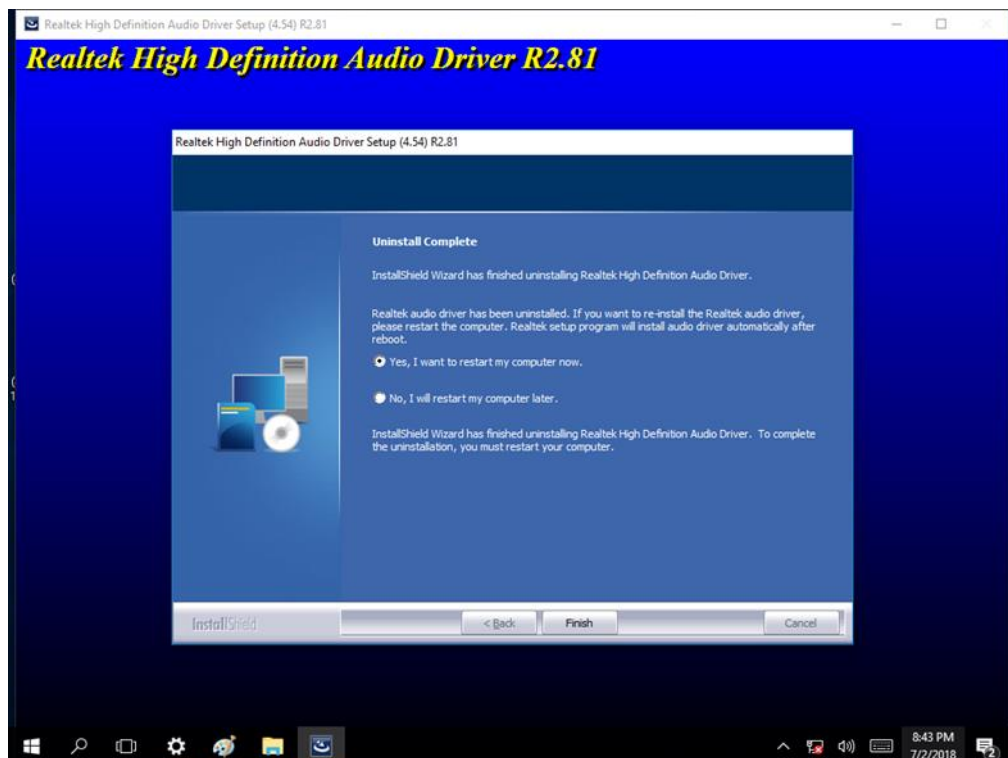 Realtek High Definition Audio Driver Setup (4.54) R2.81
Realtek High Definition Audio Driver R2.81
Realtek High Definition Audio Driver Setup (4.54) R2.81
Uninstall Complete
InstallShield Wizard has finished uninstalling Realtek High Definition Audio Driver.
Realtek audio driver has been uninstalled. If you want to re-install the Realtek audio driver,
please restart the computer. Realtek setup program will install audio driver automatically after
reboot.
Yes, I want to restart my computer now.
No, I will restart my computer later.
InstallShield Wizard has finished uninstalling Realtek High Definition Audio Driver. To complete
the uninstallation, you must restart your computer.
InstallShield
< Back
Finish
Cancel
8:43 PM
7/2/2018
2